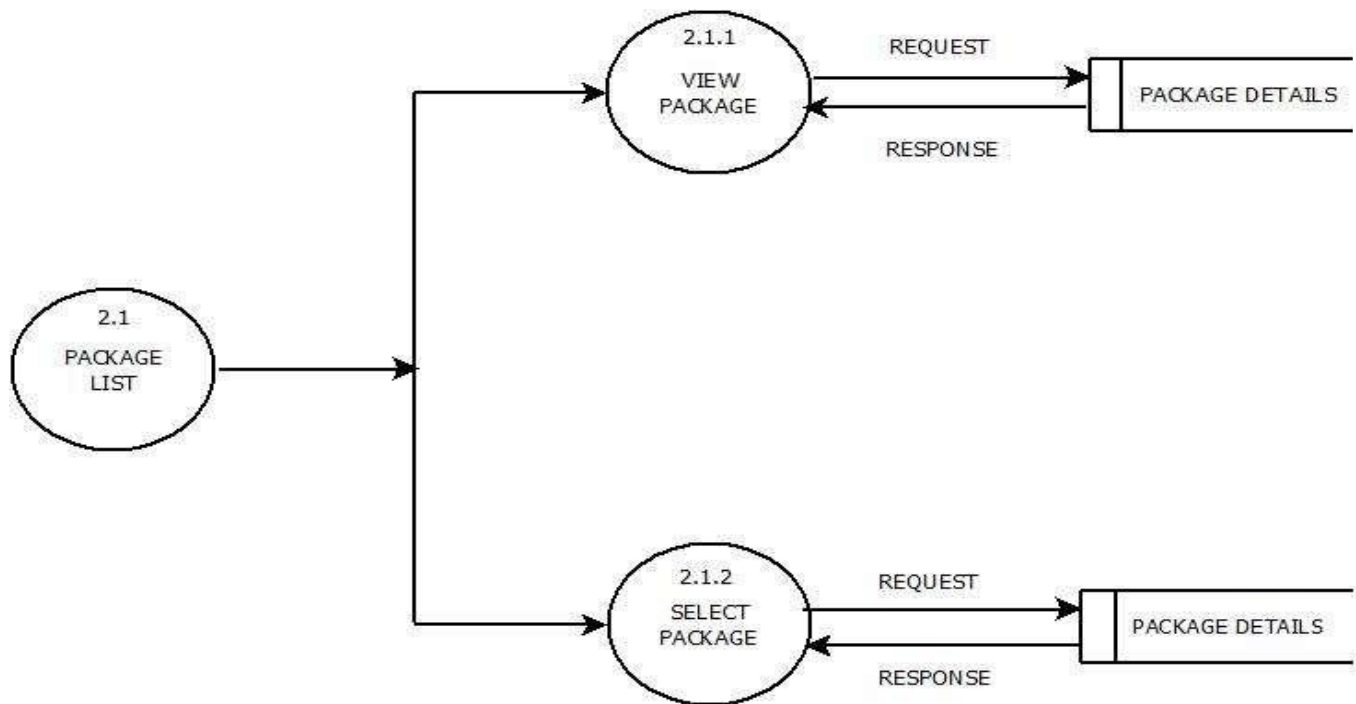 2.1.1
VIEW
PACKAGE
REQUEST
PACKAGE DETAILS
RESPONSE
2.1
PACKAGE
LIST
2.1.2
SELECT
PACKAGE
REQUEST
PACKAGE DETAILS
RESPONSE